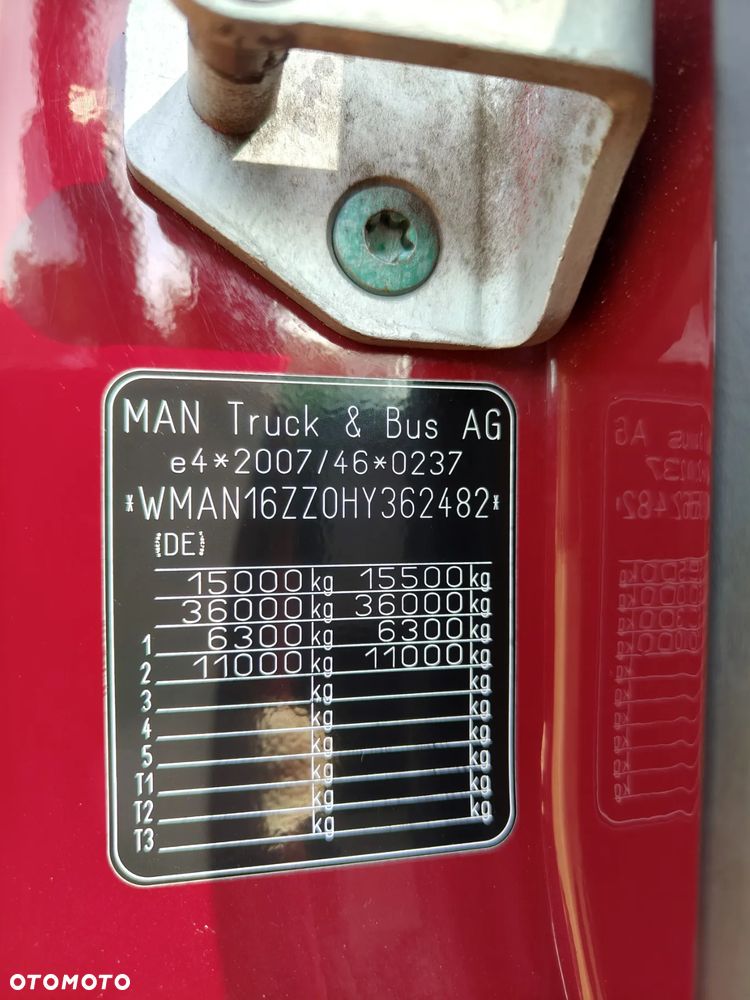 MAN Truck & Bus AG
e4*2007/46*0237
*WMAN16ZZ0HY362482*
(DE)
15000 kg 15500 kg
36000 kg 36000 kg
1 6300 kg 6300 kg
2 11000 kg 11000 kg
3 kg kg
4 kg kg
5 kg kg
T1 kg kg
T2 kg kg
T3 kg kg
OTOMOTO